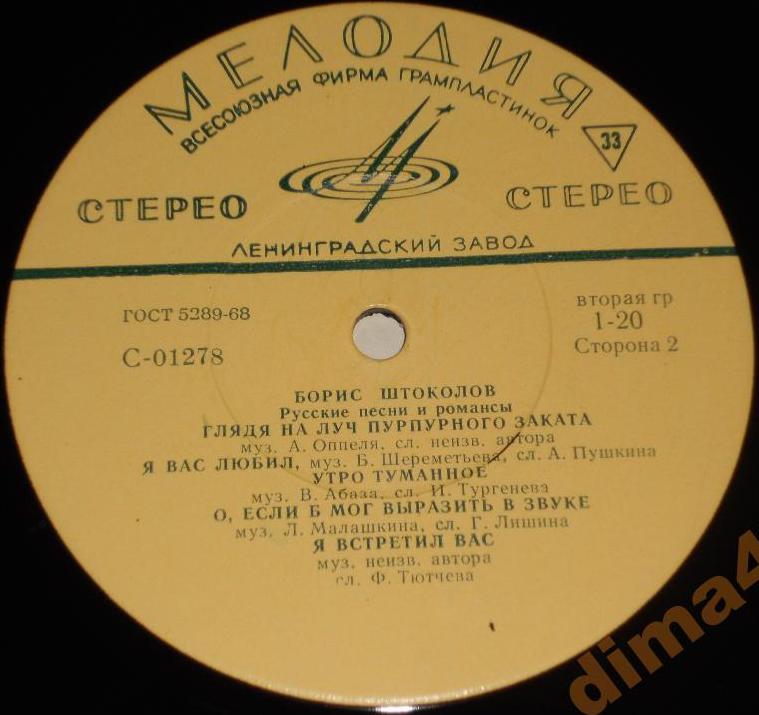 МЕЛОДИЯ
ВСЕСОЮЗНАЯ ФИРМА ГРАМПЛАСТИНОК
33
СТЕРЕО СТЕРЕО
ЛЕНИНГРАДСКИЙ ЗАВОД
ГОСТ 5289-68
вторая гр
1-20
С-01278
Сторона 2
БОРИС ШТОКОЛОВ
Русские песни и романсы
ГЛЯДЯ НА ЛУЧ ПУРПУРНОГО ЗАКАТА
муз. А. Оппеля, сл. неизв. автора
Я ВАС ЛЮБИЛ, муз. Б. Шереметьева, сл. А. Пушкина
УТРО ТУМАННОЕ
муз. В. Абаза, сл. И. Тургенева
О, ЕСЛИ Б МОГ ВЫРАЗИТЬ В ЗВУКЕ
муз. Л. Малашкина, сл. Г. Лишина
Я ВСТРЕТИЛ ВАС
муз. неизв. автора
сл. Ф. Тютчева
dima4